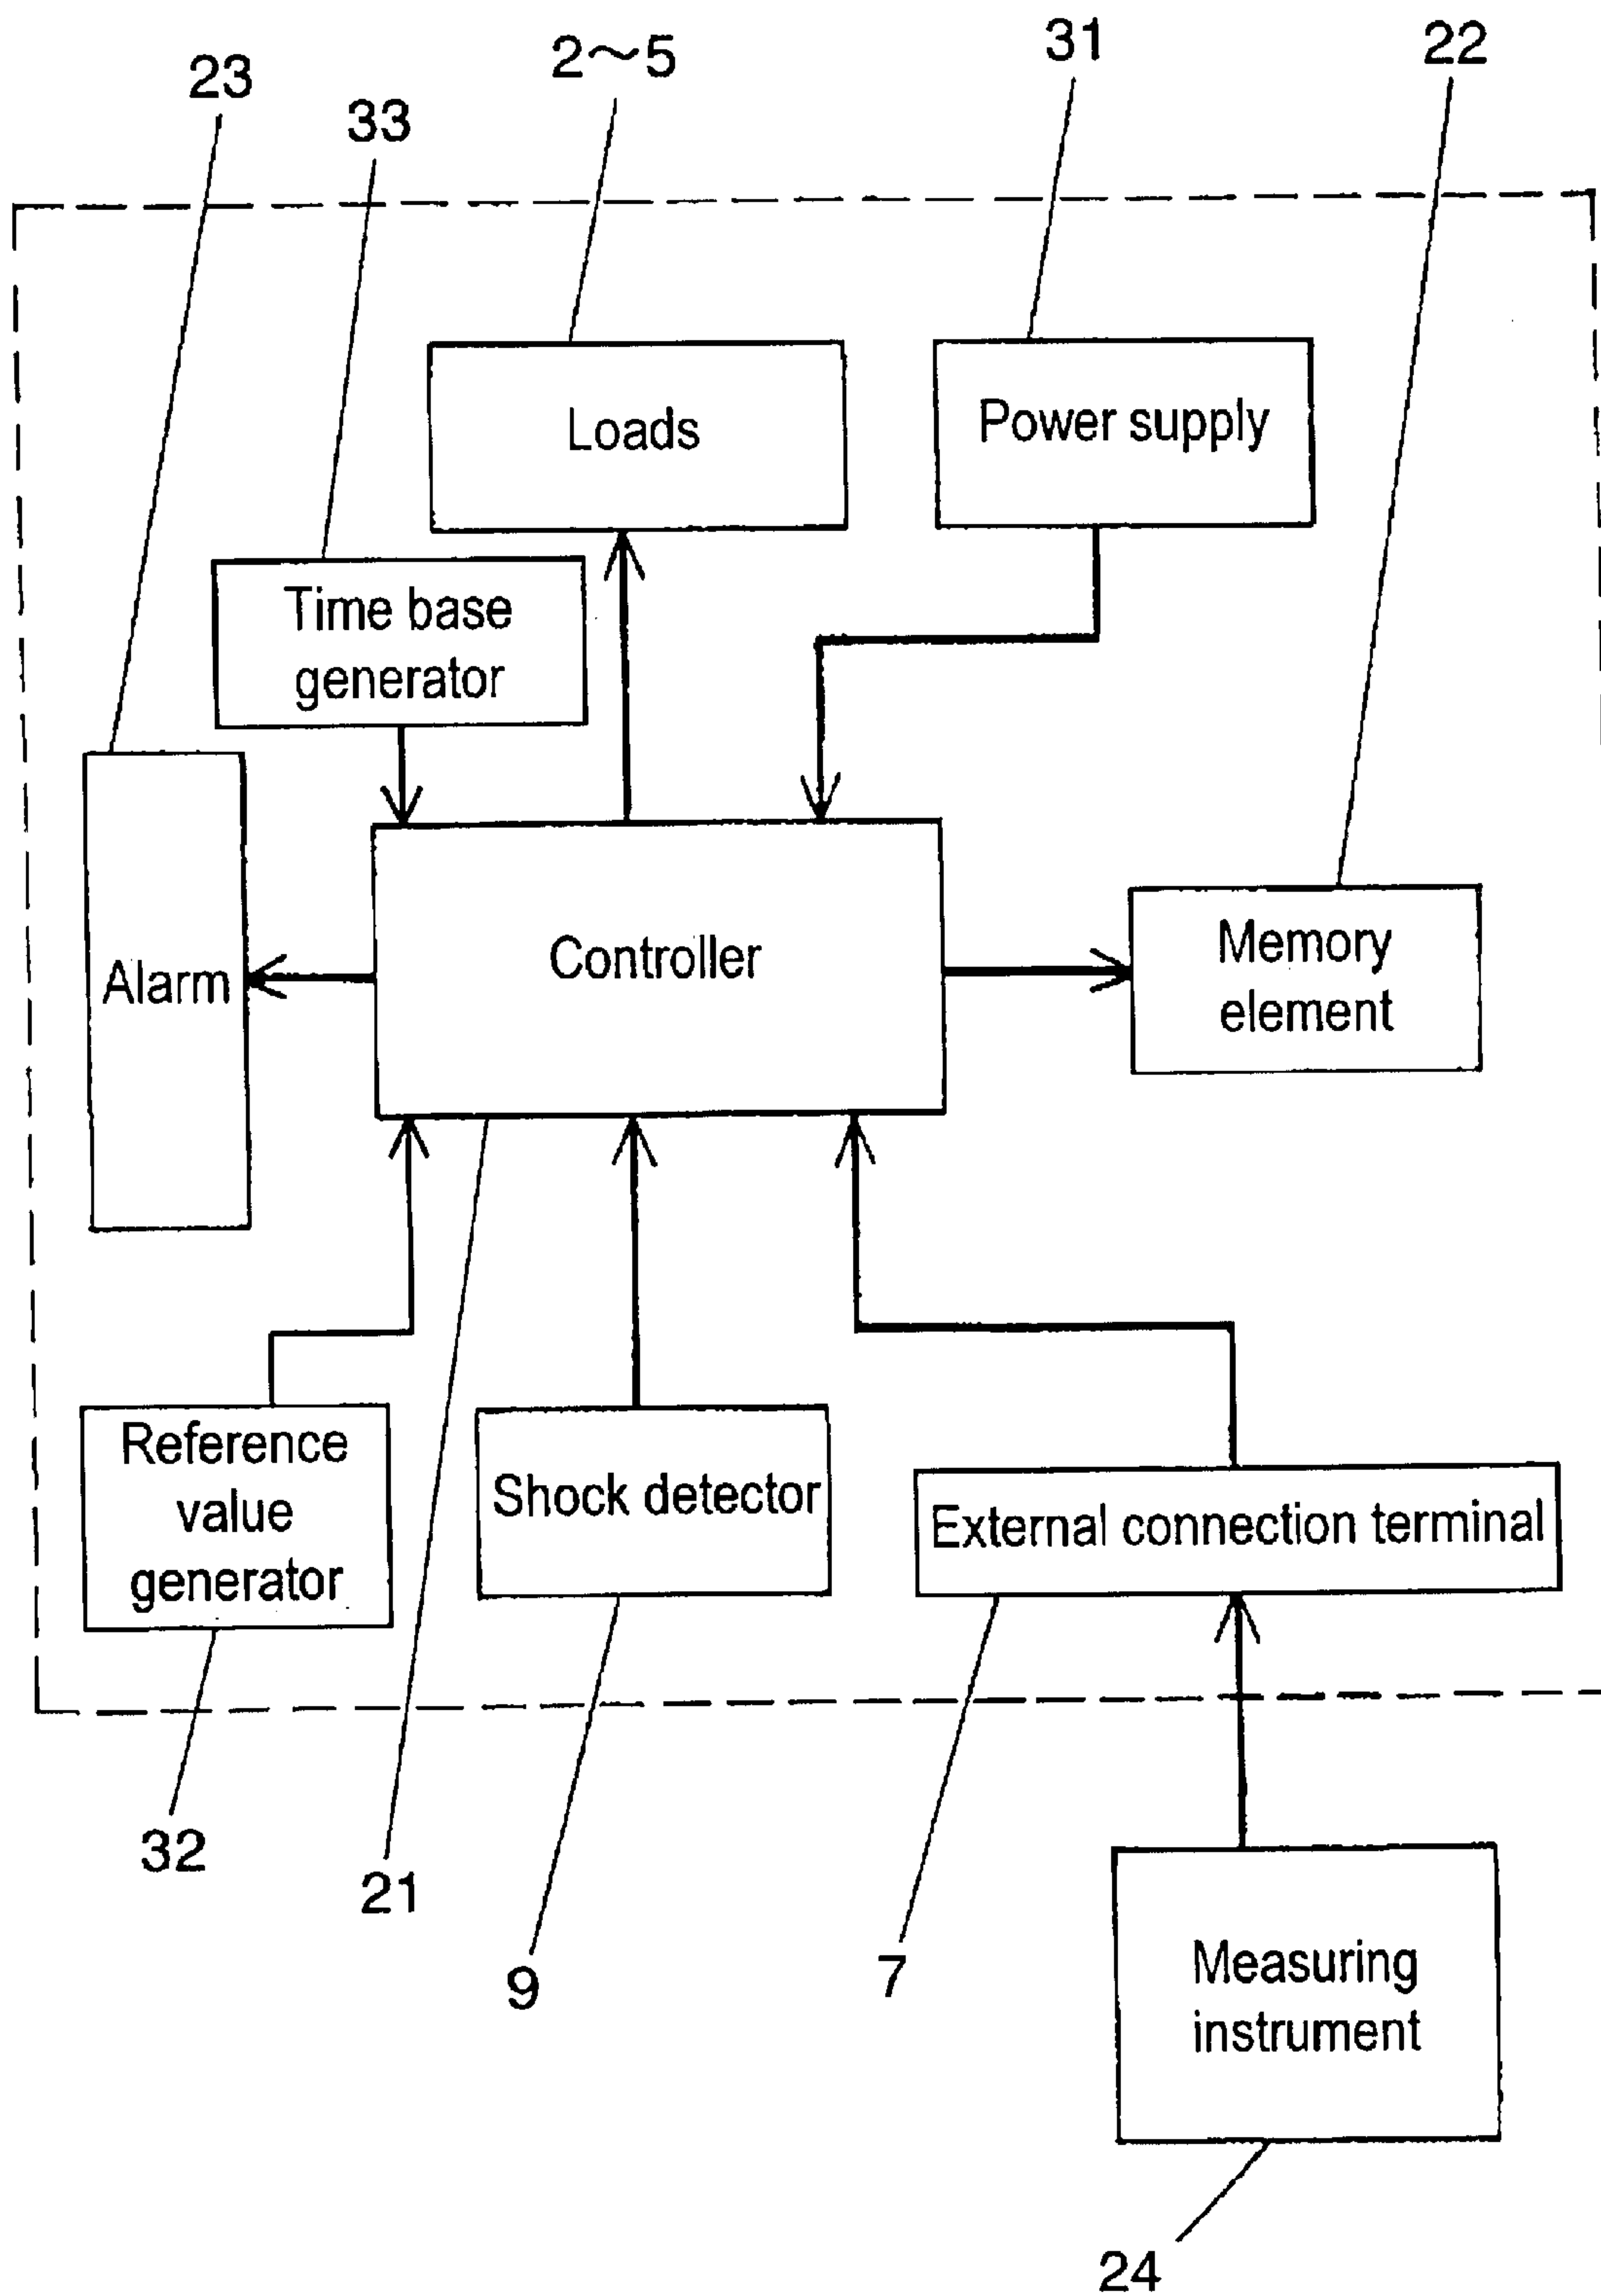 23
33
2~5
31
22
Loads
Power supply
Time base
generator
Alarm
Controller
Memory
element
Reference
value
generator
Shock detector
External connection terminal
32
21
9
7
Measuring
instrument
24